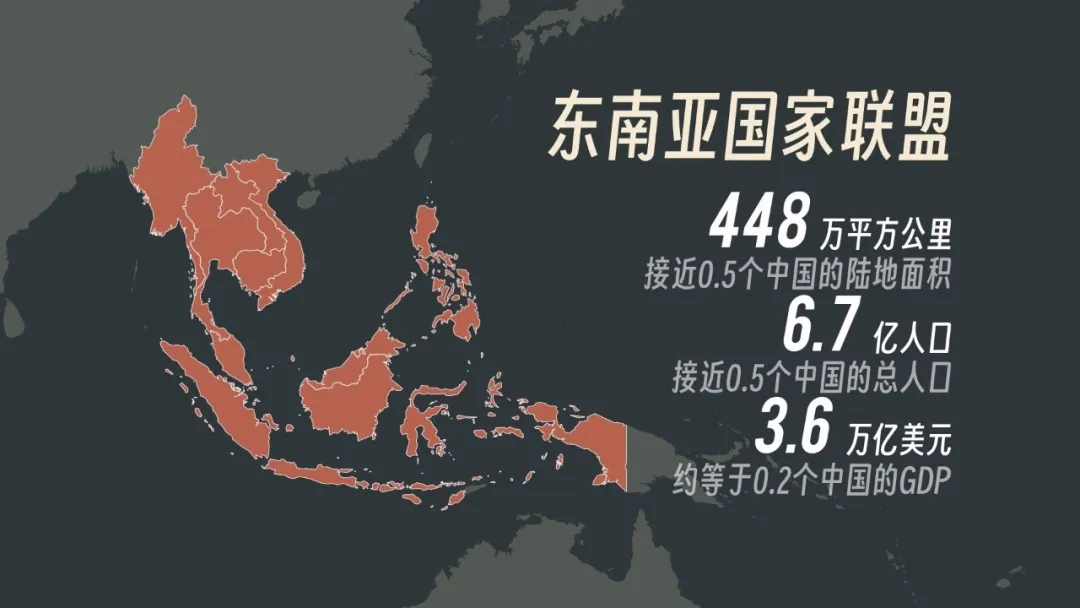 东南亚国家联盟
448 万平方公里
接近0.5个中国的陆地面积
6.7 亿人口
接近0.5个中国的总人口
3.6 万亿美元
约等于0.2个中国的GDP